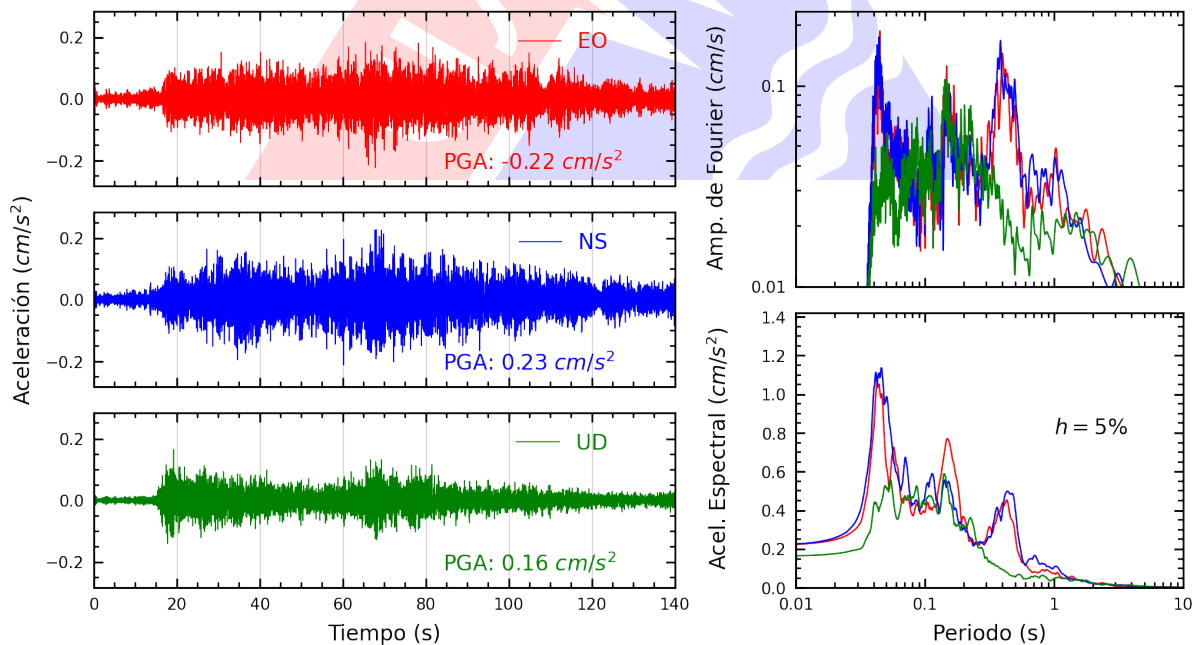 Aceleración (cm/s²)
0.2
0.0
−0.2
EO
PGA: -0.22 cm/s²
0.2
0.0
−0.2
NS
PGA: 0.23 cm/s²
0.2
0.0
−0.2
UD
PGA: 0.16 cm/s²
0 20 40 60 80 100 120 140
Tiempo (s)
Amp. de Fourier (cm/s)
0.1
0.01
Acel. Espectral (cm/s²)
1.4
1.2
1.0
0.8
0.6
0.4
0.2
0.0
h = 5%
0.01 0.1 1 10
Periodo (s)